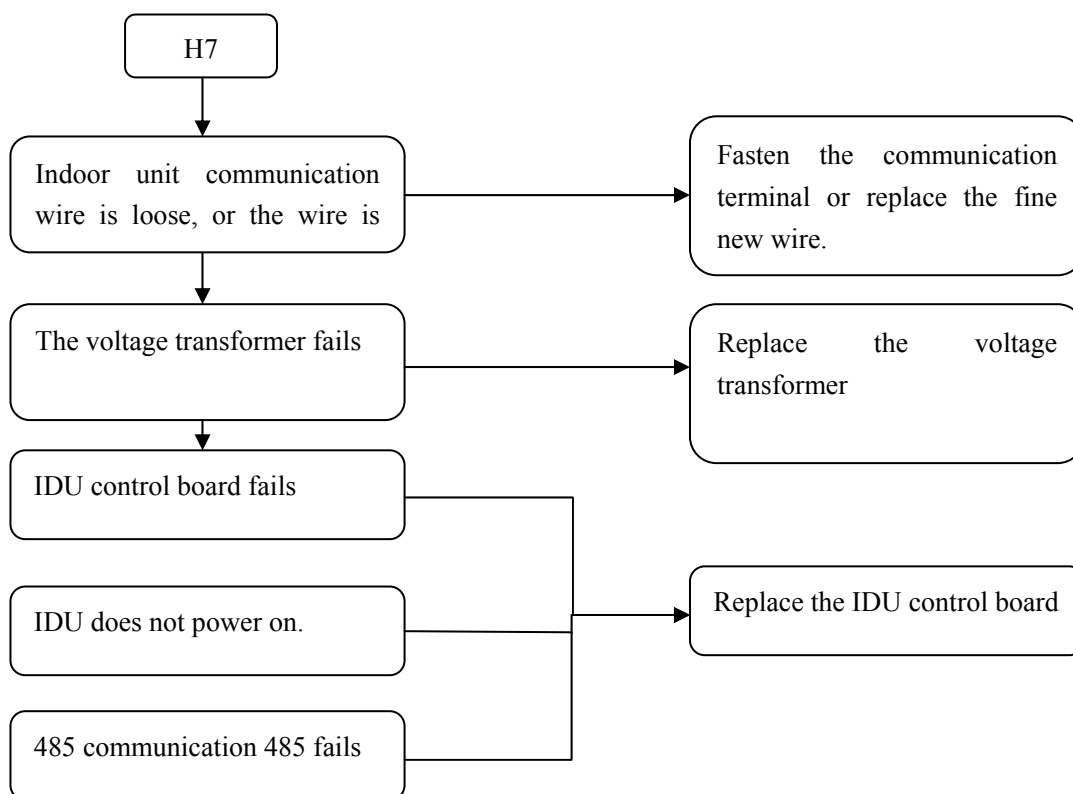 H7
Indoor unit communication
wire is loose, or the wire is
Fasten the communication
terminal or replace the fine
new wire.
The voltage transformer fails
Replace the voltage
transformer
IDU control board fails
IDU does not power on.
Replace the IDU control board
485 communication 485 fails